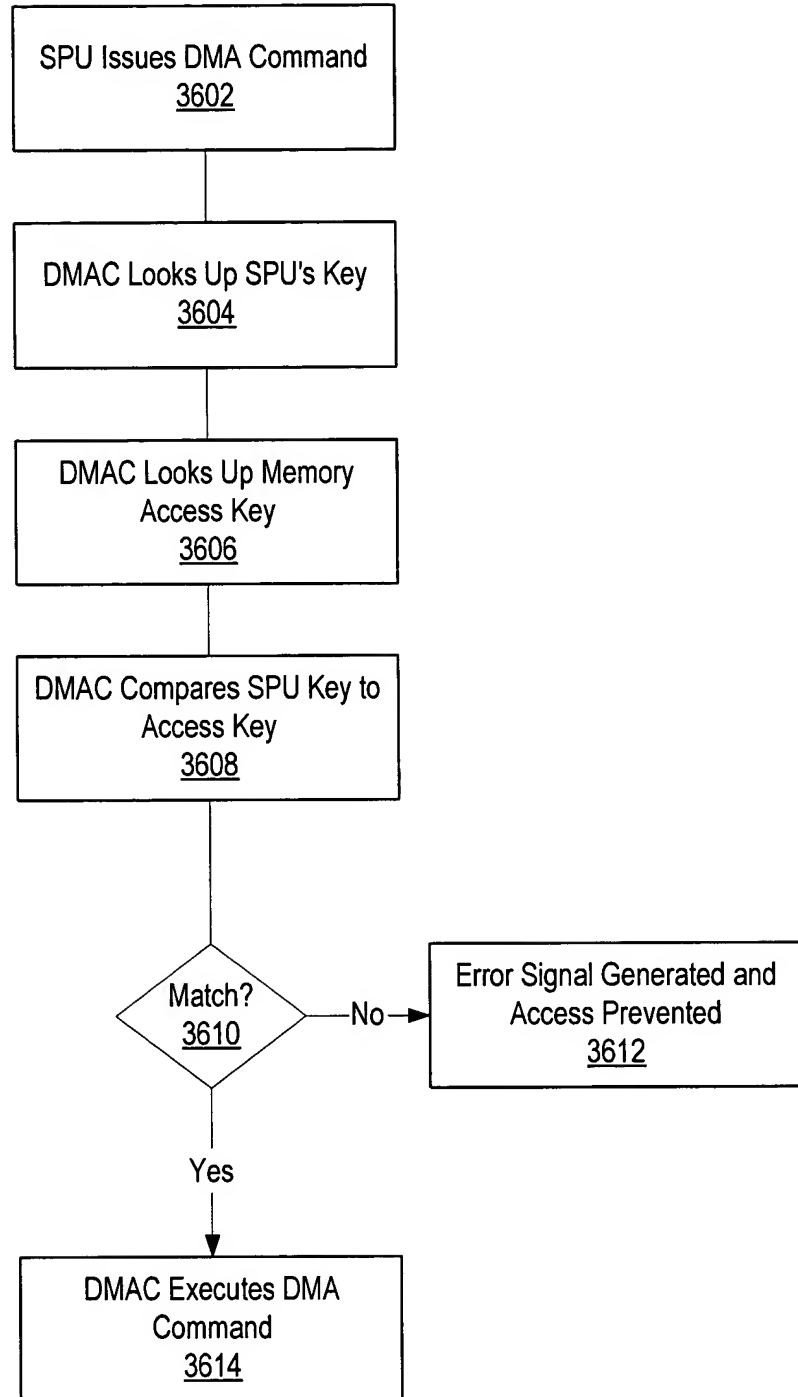 SPU Issues DMA Command
3602
DMAC Looks Up SPU's Key
3604
DMAC Looks Up Memory
Access Key
3606
DMAC Compares SPU Key to
Access Key
3608
Match?
3610
No
Error Signal Generated and
Access Prevented
3612
Yes
DMAC Executes DMA
Command
3614